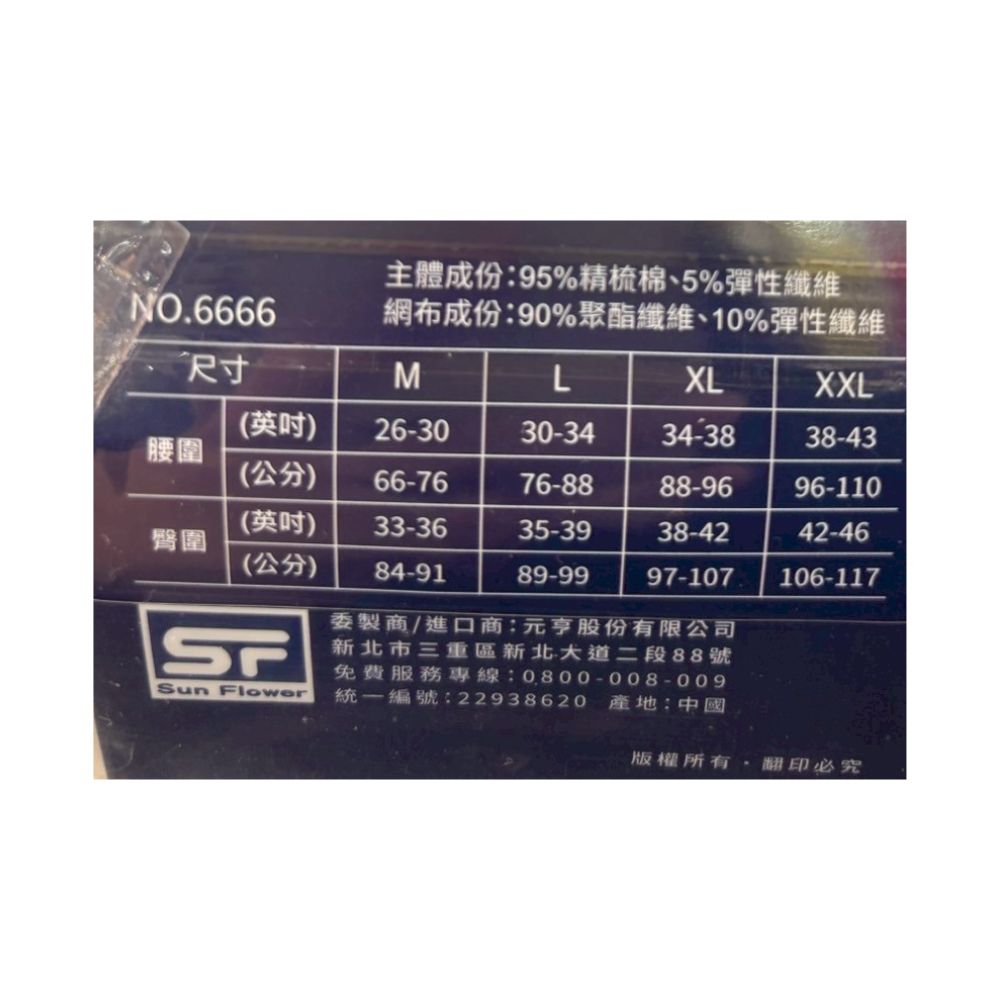 主體成份:95%精梳棉、5%彈性纖維
NO.6666
網布成份:90%聚酯纖維、10%彈性纖維
尺寸 M L XL XXL
腰圍 (英吋) 26-30 30-34 34-38 38-43
(公分) 66-76 76-88 88-96 96-110
臀圍 (英吋) 33-36 35-39 38-42 42-46
(公分) 84-91 89-99 97-107 106-117
SF
Sun Flower
委製商/進口商:元亨股份有限公司
新北市三重區新北大道二段88號
免費服務專線:0800-008-009
統一編號:22938620 產地:中國
版權所有・翻印必究